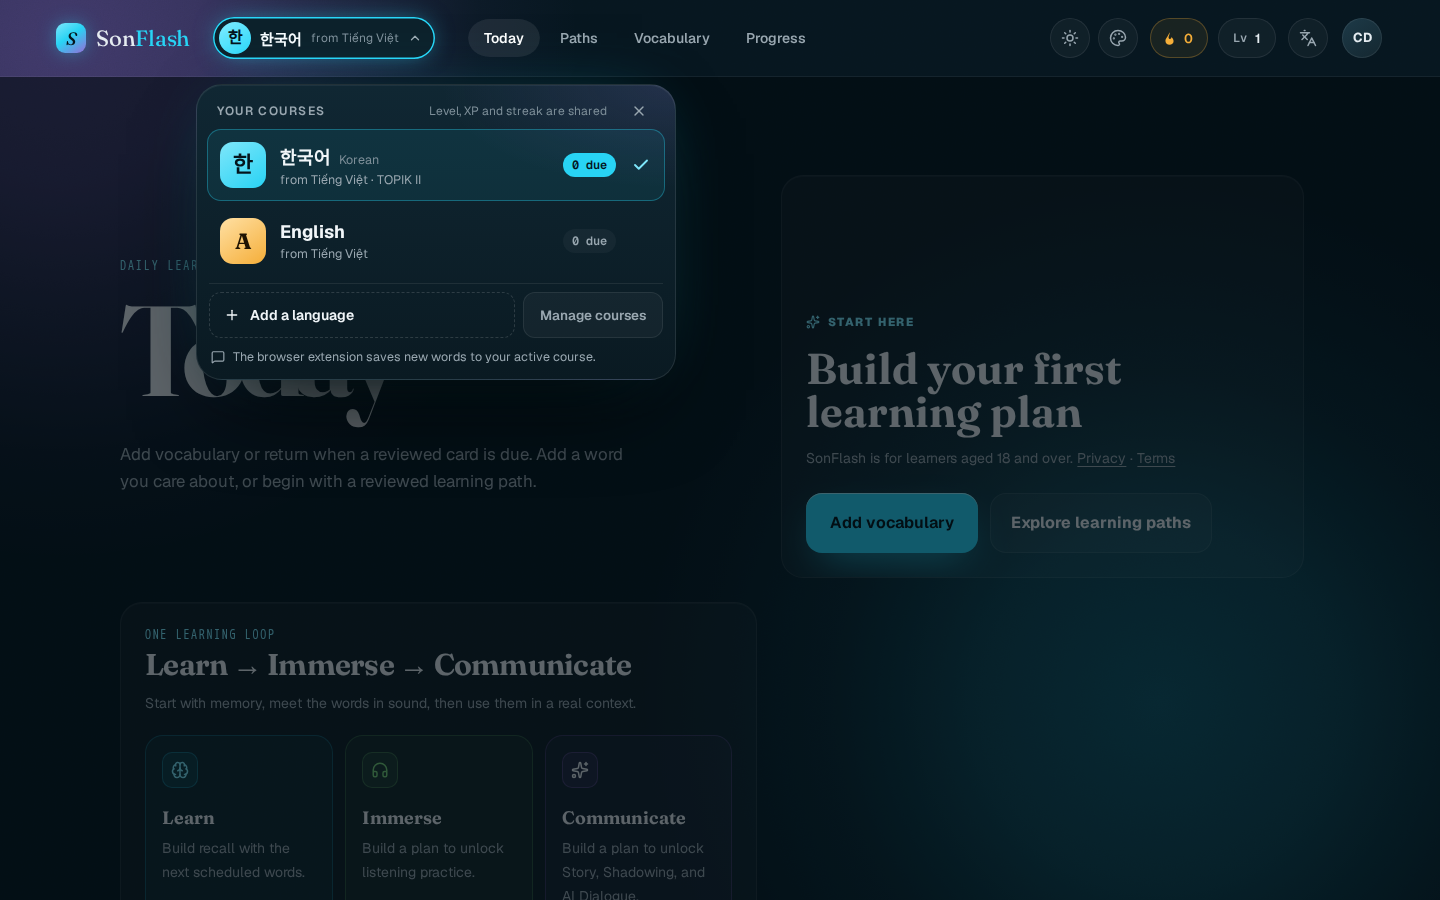 S SonFlash
한 한국어 from Tiếng Việt
Today Paths Vocabulary Progress
0
Lv 1
CD
YOUR COURSES
Level, XP and streak are shared
한 한국어 Korean
from Tiếng Việt · TOPIK II
0 due
A English
from Tiếng Việt
0 due
Add a language
Manage courses
The browser extension saves new words to your active course.
DAILY LEAR
Today
Add vocabulary or return when a reviewed card is due. Add a word
you care about, or begin with a reviewed learning path.
START HERE
Build your first
learning plan
SonFlash is for learners aged 18 and over. Privacy · Terms
Add vocabulary
Explore learning paths
ONE LEARNING LOOP
Learn → Immerse → Communicate
Start with memory, meet the words in sound, then use them in a real context.
Learn
Build recall with the
next scheduled words.
Immerse
Build a plan to unlock
listening practice.
Communicate
Build a plan to unlock
Story, Shadowing, and
AI Dialogue.